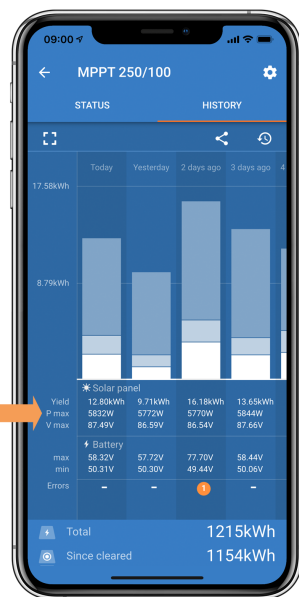 09:00
MPPT 250/100
STATUS HISTORY
Today Yesterday 2 days ago 3 days ago 4
17.58kWh
8.79kWh
Solar panel
Yield 12.80kWh 9.71kWh 16.18kWh 13.65kWh
P max 5832W 5772W 5770W 5844W
V max 87.49V 86.59V 86.54V 87.66V
Battery
max 58.32V 57.72V 77.70V 58.44V
min 50.31V 50.30V 49.44V 50.06V
Errors – – 1 –
Total 1215kWh
Since cleared 1154kWh